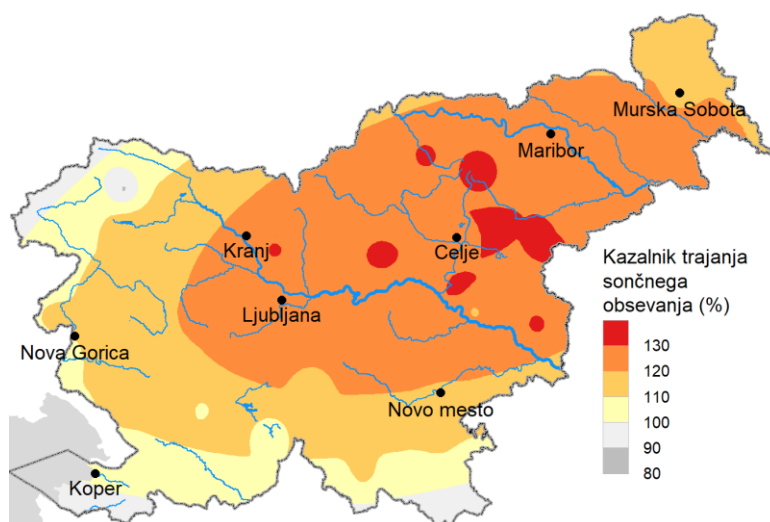 Murska Sobota
Maribor
Kranj
Celje
Ljubljana
Nova Gorica
Novo mesto
Koper
Kazalnik trajanja
sončnega
obsevanja (%)
130
120
110
100
90
80